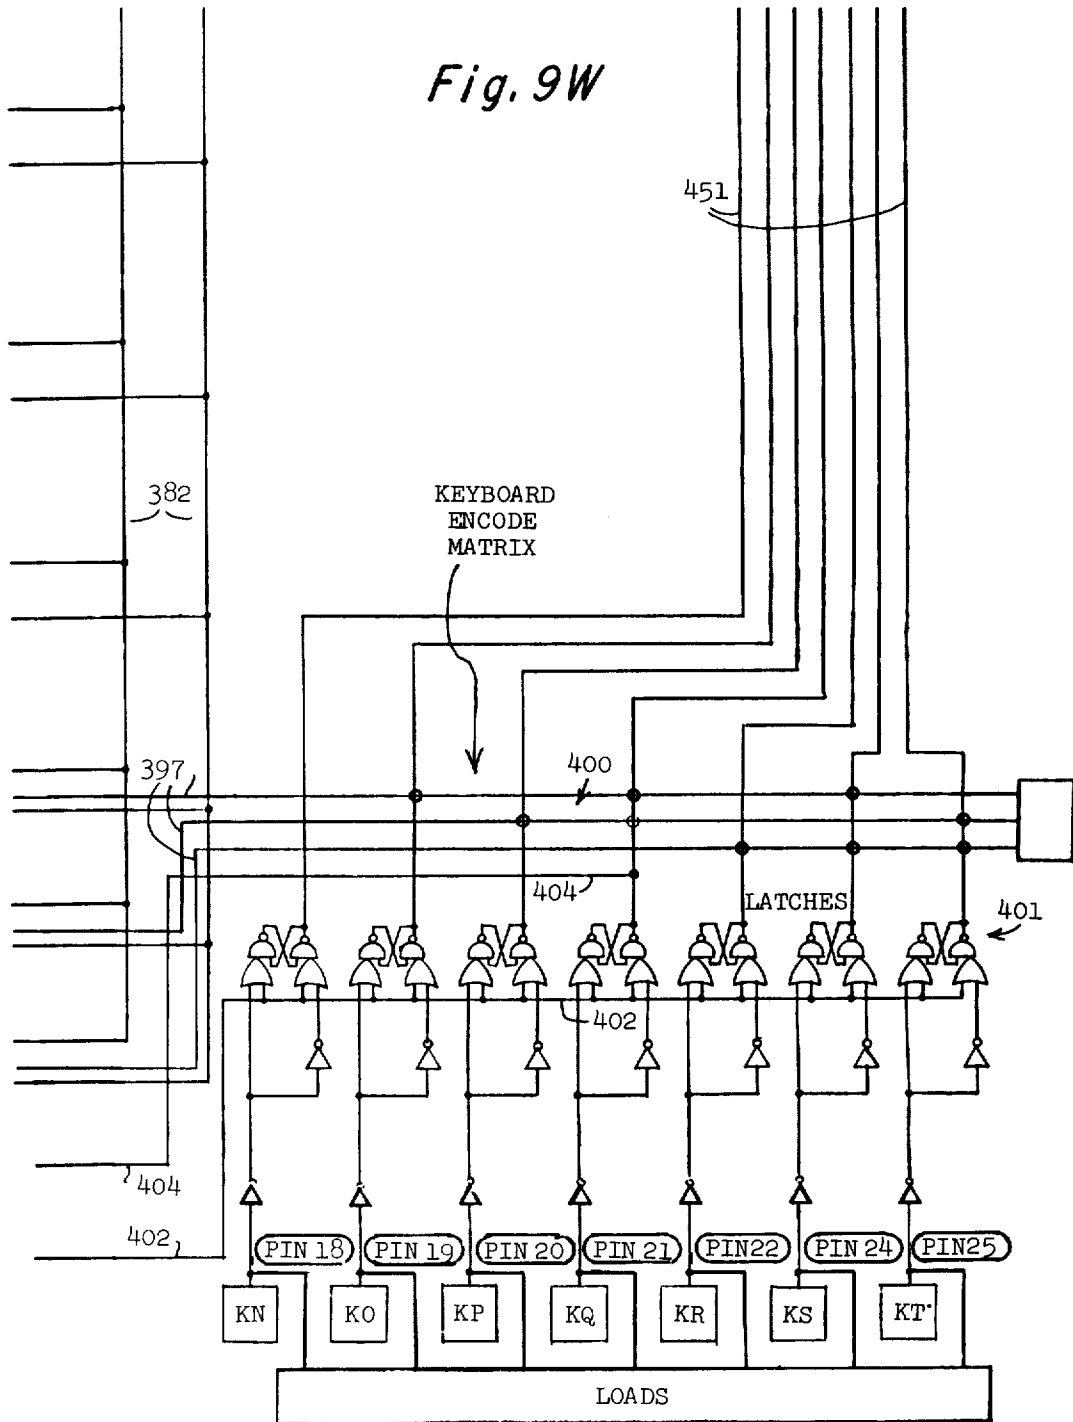 Fig. 9W
451
382
KEYBOARD
ENCODE
MATRIX
397
400
404
LATCHES
401
402
404
402
PIN 18
PIN 19
PIN 20
PIN 21
PIN22
PIN 24
PIN25
KN
KO
KP
KQ
KR
KS
KT
LOADS